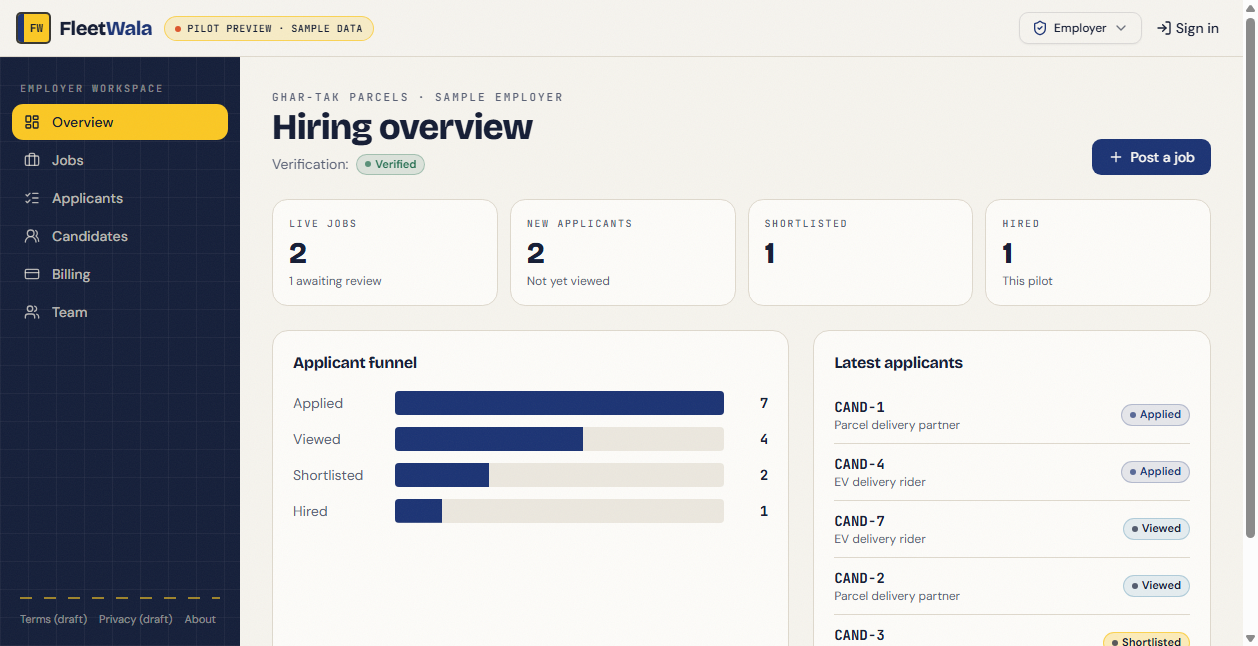 FW FleetWala PILOT PREVIEW · SAMPLE DATA Employer Sign in
EMPLOYER WORKSPACE
Overview
Jobs
Applicants
Candidates
Billing
Team
Terms (draft) Privacy (draft) About
GHAR-TAK PARCELS · SAMPLE EMPLOYER
Hiring overview
Verification: Verified
+ Post a job
LIVE JOBS
2
1 awaiting review
NEW APPLICANTS
2
Not yet viewed
SHORTLISTED
1
HIRED
1
This pilot
Applicant funnel
Applied 7
Viewed 4
Shortlisted 2
Hired 1
Latest applicants
CAND-1
Parcel delivery partner
Applied
CAND-4
EV delivery rider
Applied
CAND-7
EV delivery rider
Viewed
CAND-2
Parcel delivery partner
Viewed
CAND-3
Shortlisted